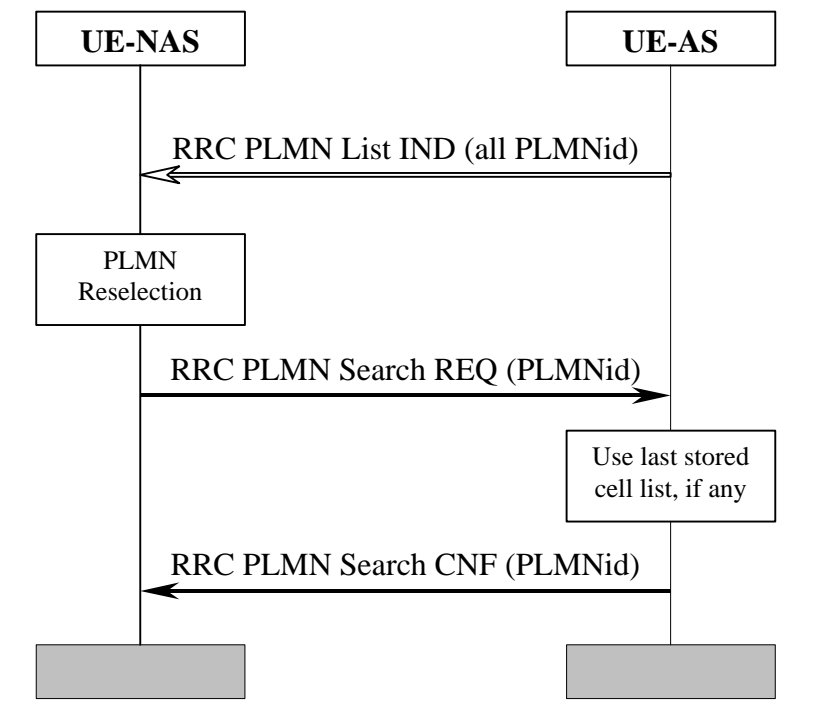 UE-NAS
UE-AS
RRC PLMN List IND (all PLMNid)
PLMN
Reselection
RRC PLMN Search REQ (PLMNid)
Use last stored
cell list, if any
RRC PLMN Search CNF (PLMNid)